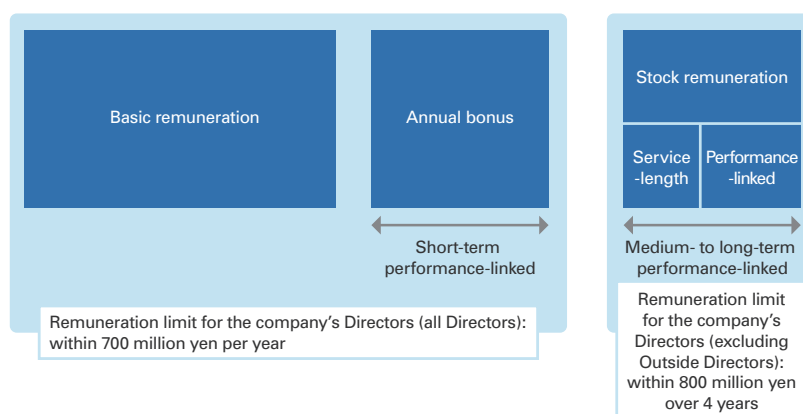 Basic remuneration
Annual bonus
Short-term
performance-linked
Remuneration limit for the company’s Directors (all Directors):
within 700 million yen per year
Stock remuneration
Service
-length
Performance
-linked
Medium- to long-term
performance-linked
Remuneration limit
for the company’s
Directors (excluding
Outside Directors):
within 800 million yen
over 4 years